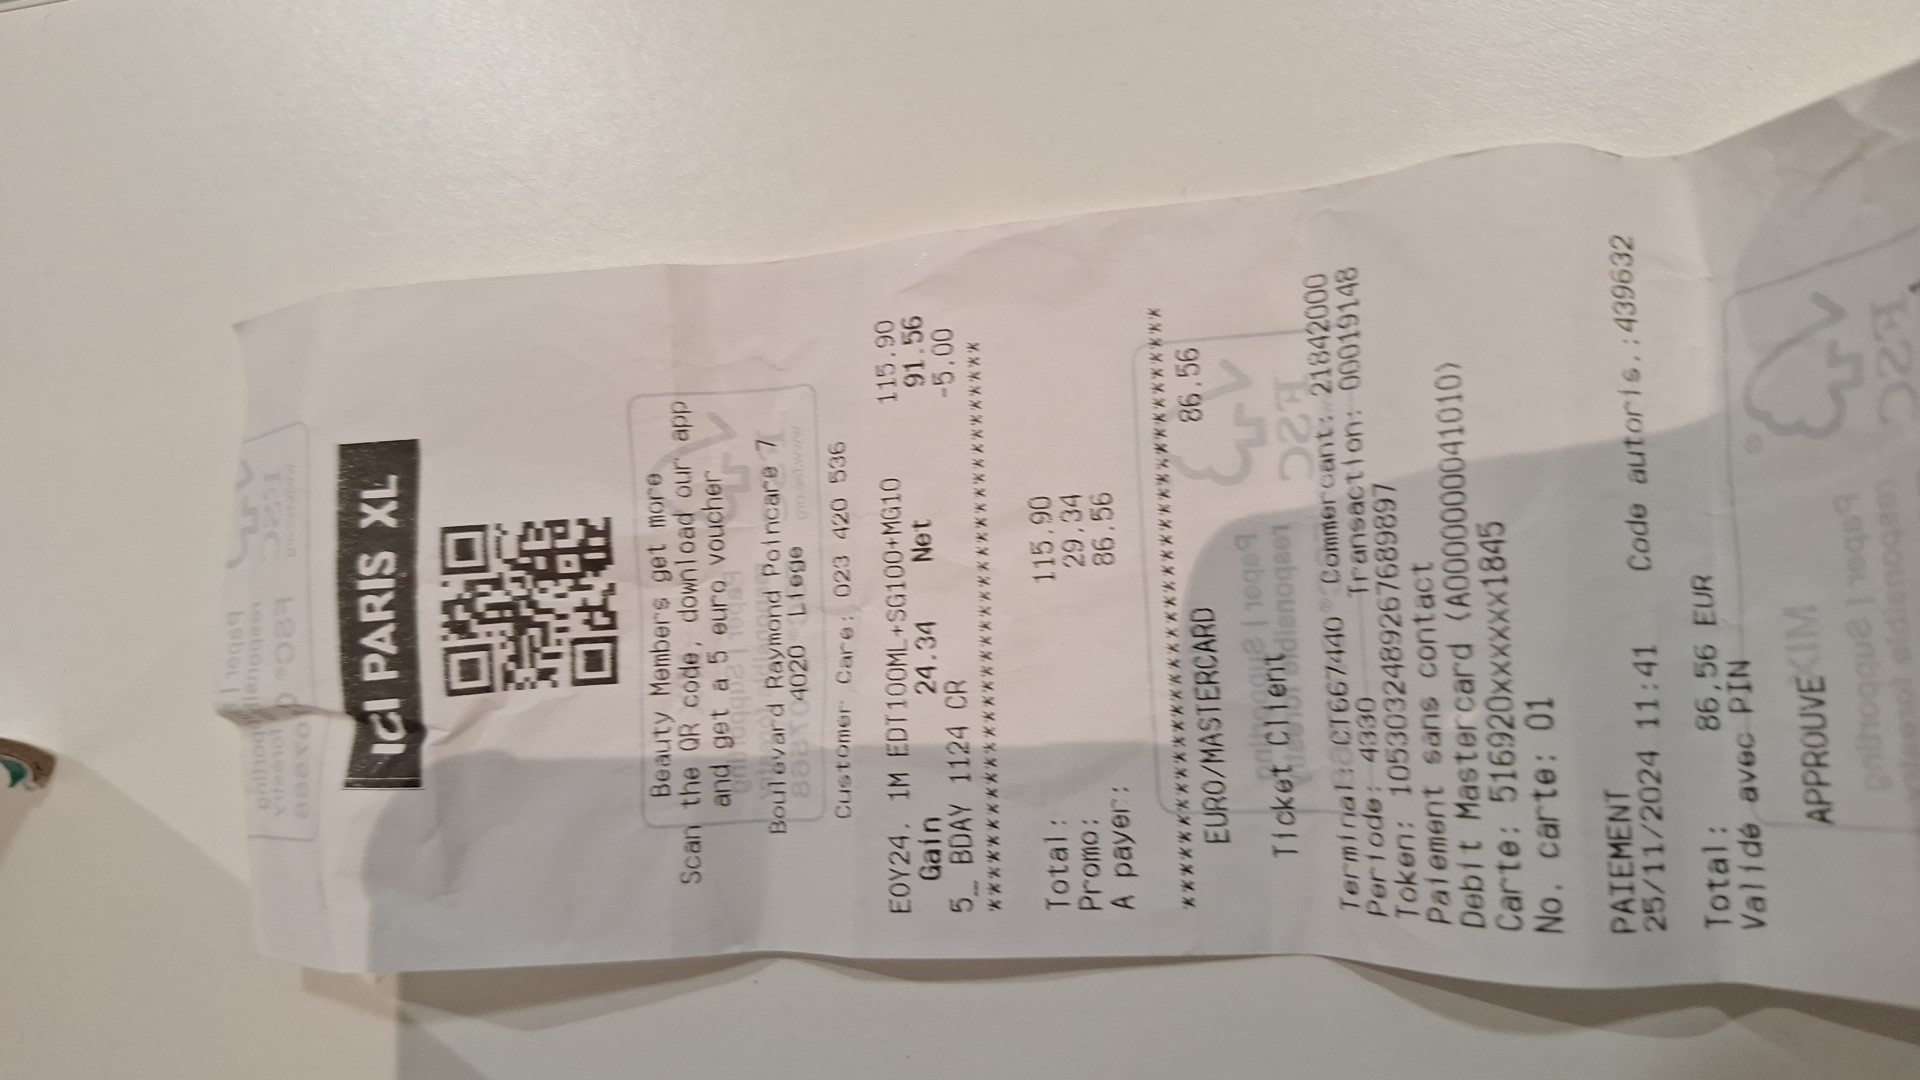 ICI PARIS XL
Beauty Members get more
Scan the QR code, download our app
and get a 5 euro voucher
Boulevard Raymond Poincare 7
4020 Liege
Customer Care: 023 420 536
EOY24. 1M EDT100ML+SG100+MG10 115.90
Gain 24.34 Net 91.56
5_ BDAY 1124 CR -5.00
Total: 115.90
Promo: 29.34
A payer: 86.56
EURO/MASTERCARD 86.56
Ticket Client
Terminal: CT667440 Commercant: 21842000
Periode: 4330 Transaction: 00019148
Token: 1053032489267689897
Paiement sans contact
Debit Mastercard (A0000000041010)
Carte: 516920xxxxxx1845
No. carte: 01
PAIEMENT
25/11/2024 11:41 Code autoris.:439632
Total: 86,56 EUR
Validé avec PIN
APPROUVE